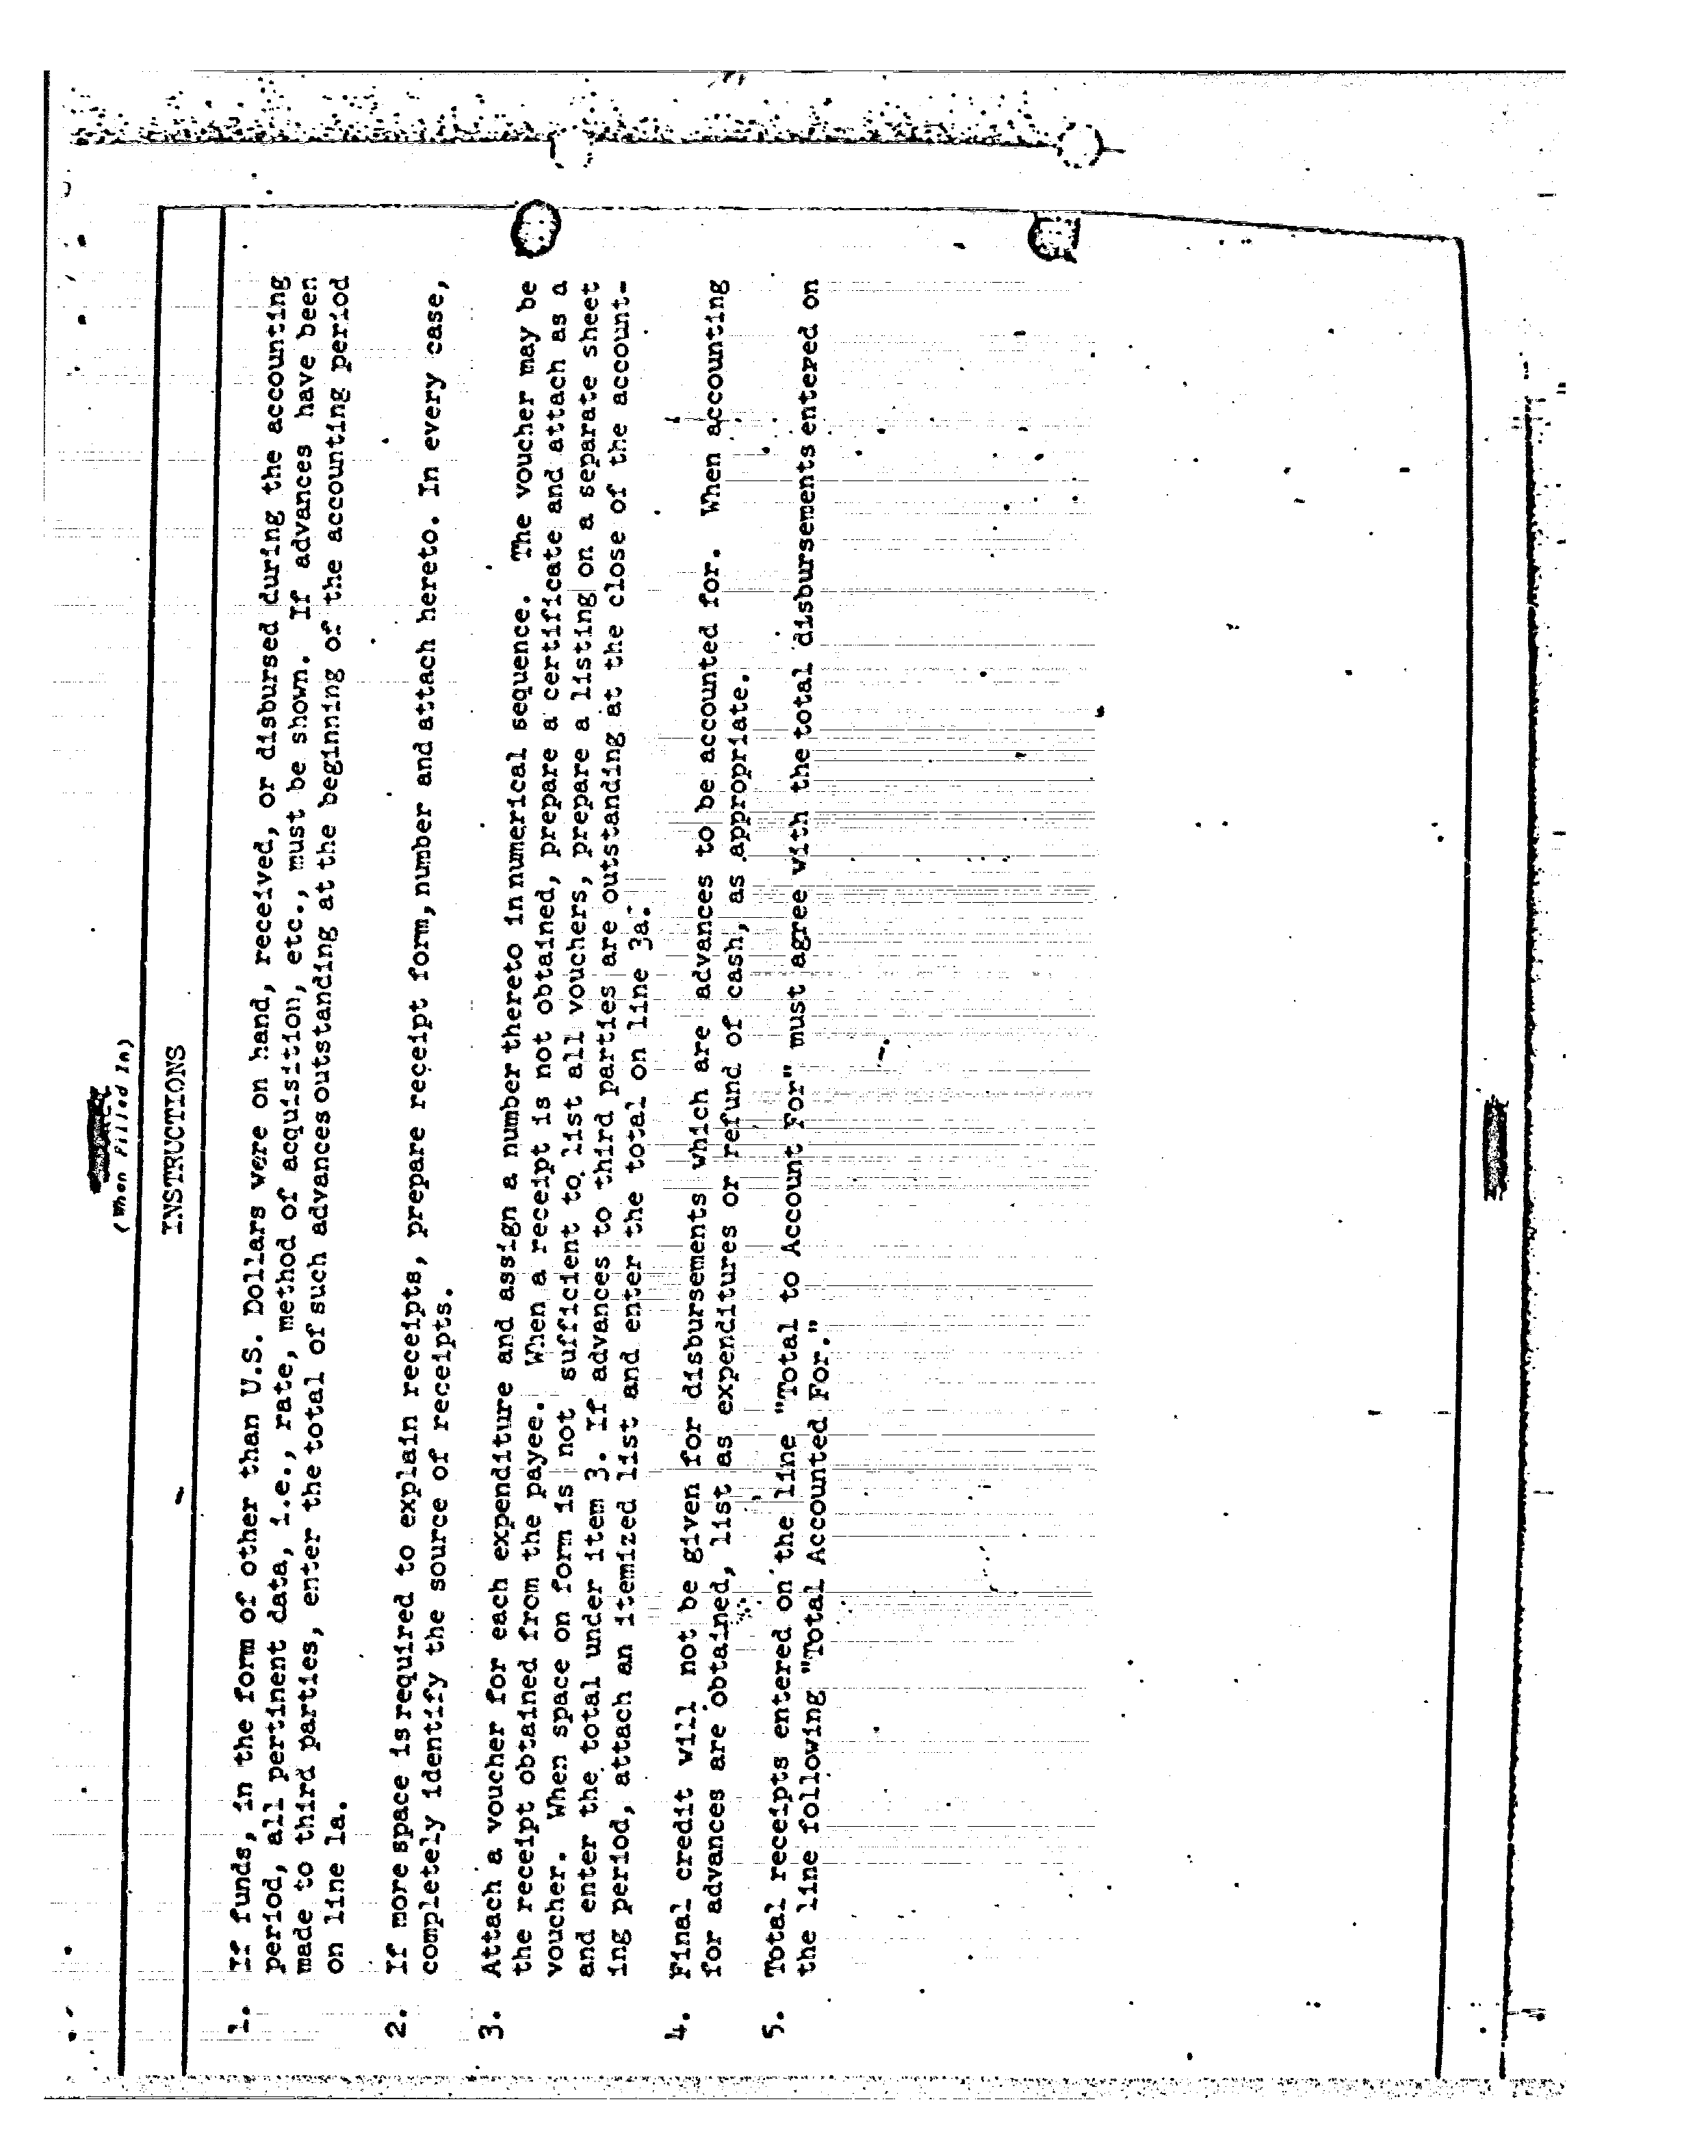 (When Filled In)
INSTRUCTIONS
1. If funds, in the form of other than U.S. Dollars were on hand, received, or disbursed during the accounting
period, all pertinent data, i.e., rate, method of acquisition, etc., must be shown. If advances have been
made to third parties, enter the total of such advances outstanding at the beginning of the accounting period
on line 1a.
2. If more space is required to explain receipts, prepare receipt form, number and attach hereto. In every case,
completely identify the source of receipts.
3. Attach a voucher for each expenditure and assign a number thereto in numerical sequence. The voucher may be
the receipt obtained from the payee. When a receipt is not obtained, prepare a certificate and attach as a
voucher. When space on form is not sufficient to list all vouchers, prepare a listing on a separate sheet
and enter the total under item 3. If advances to third parties are outstanding at the close of the account-
ing period, attach an itemized list and enter the total on line 3a.
4. Final credit will not be given for disbursements which are advances to be accounted for. When accounting
for advances are obtained, list as expenditures or refund of cash, as appropriate.
5. Total receipts entered on the line "Total to Account For" must agree with the total disbursements entered on
the line following "Total Accounted For."